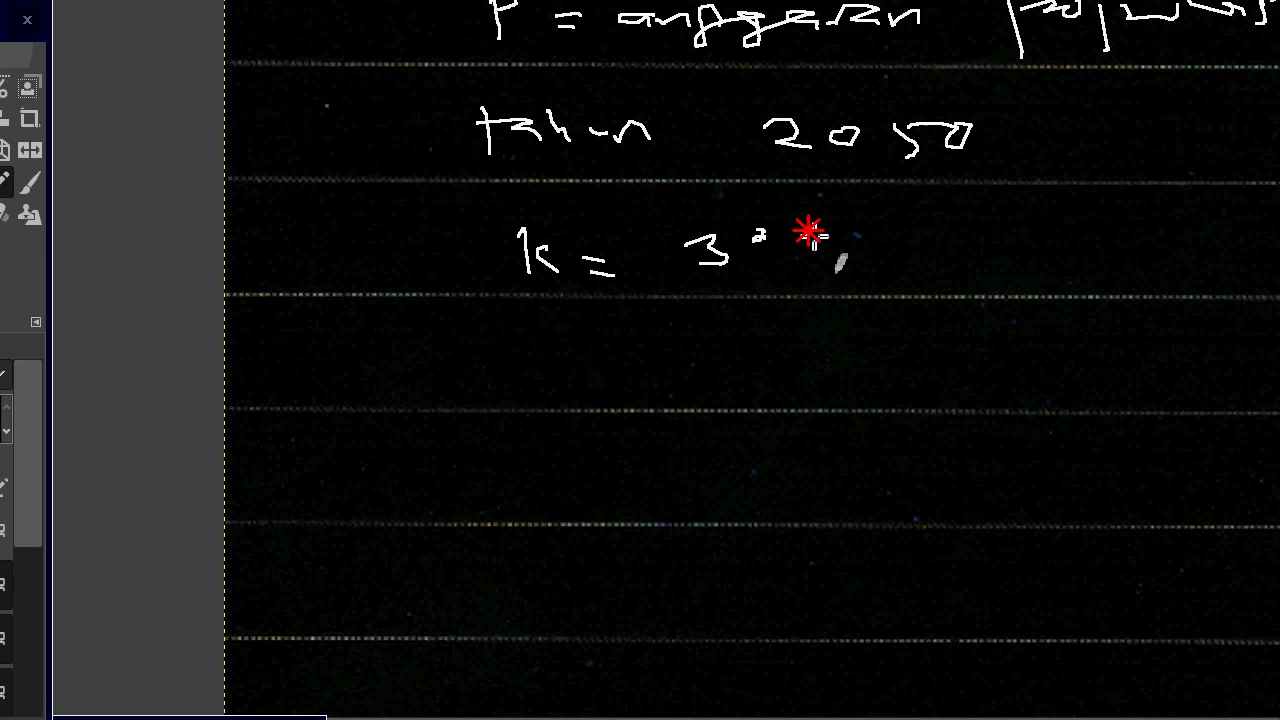 P = anggaran
tahun 2050
k = 3²